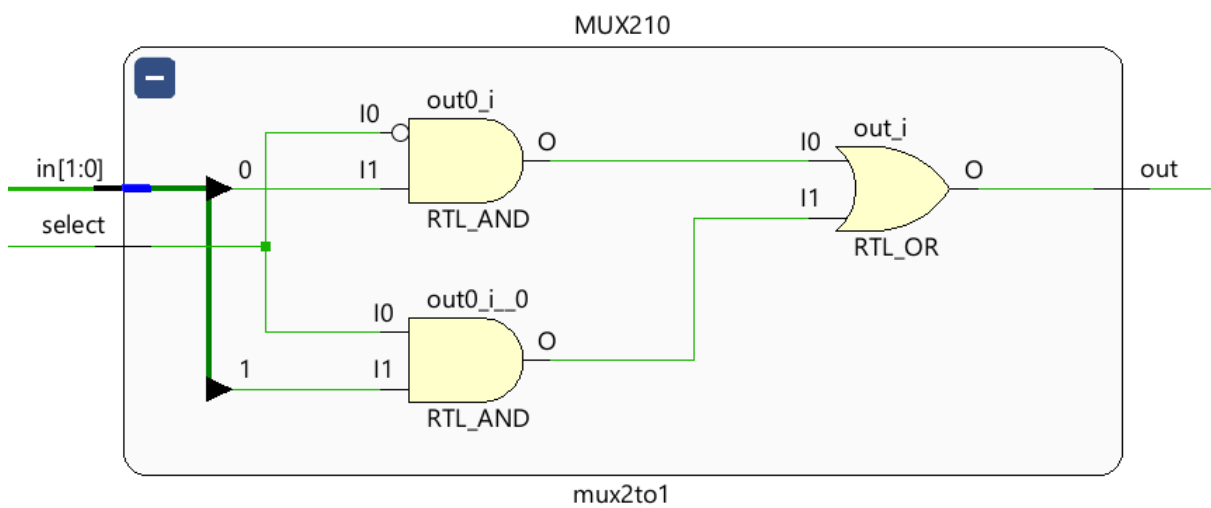 MUX210
out0_i
I0
O
out_i
in[1:0]
0
I1
I0
O
out
RTL_AND
I1
select
RTL_OR
out0_i__0
I0
O
1
I1
RTL_AND
mux2to1